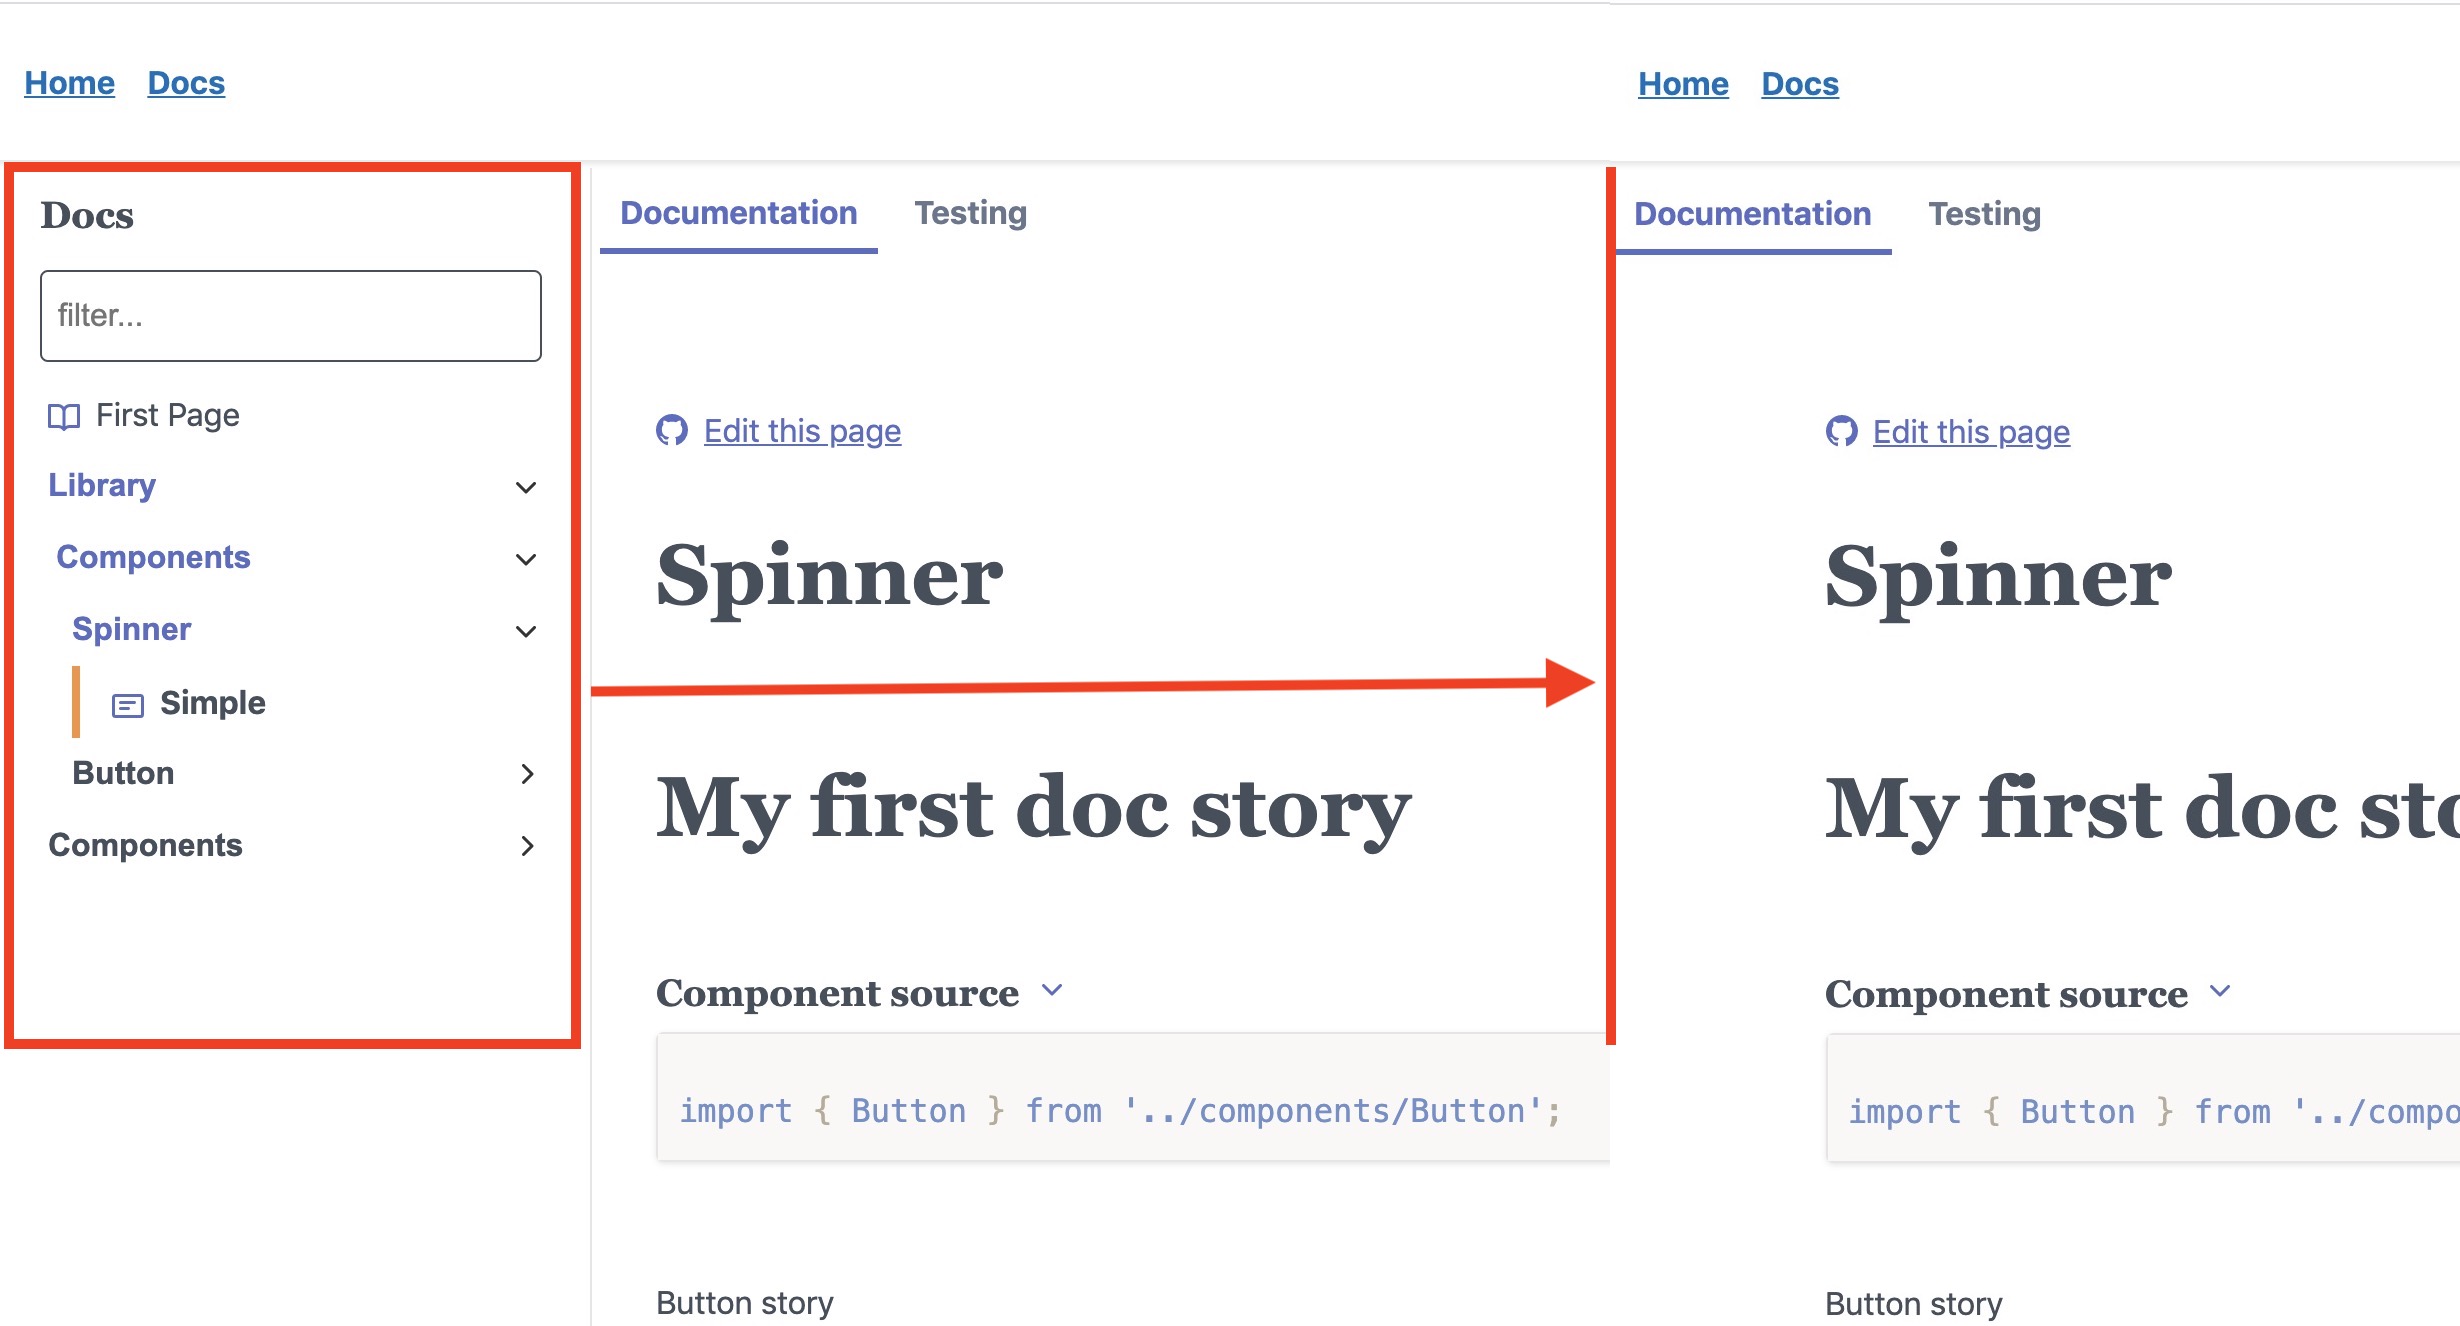 Home Docs
Docs
filter...
First Page
Library
Components
Spinner
Simple
Button
Components
Documentation Testing
Edit this page
Spinner
My first doc story
Component source
import { Button } from '../components/Button';
Button story
Home Docs
Documentation Testing
Edit this page
Spinner
My first doc sto
Component source
import { Button } from '../compo
Button story